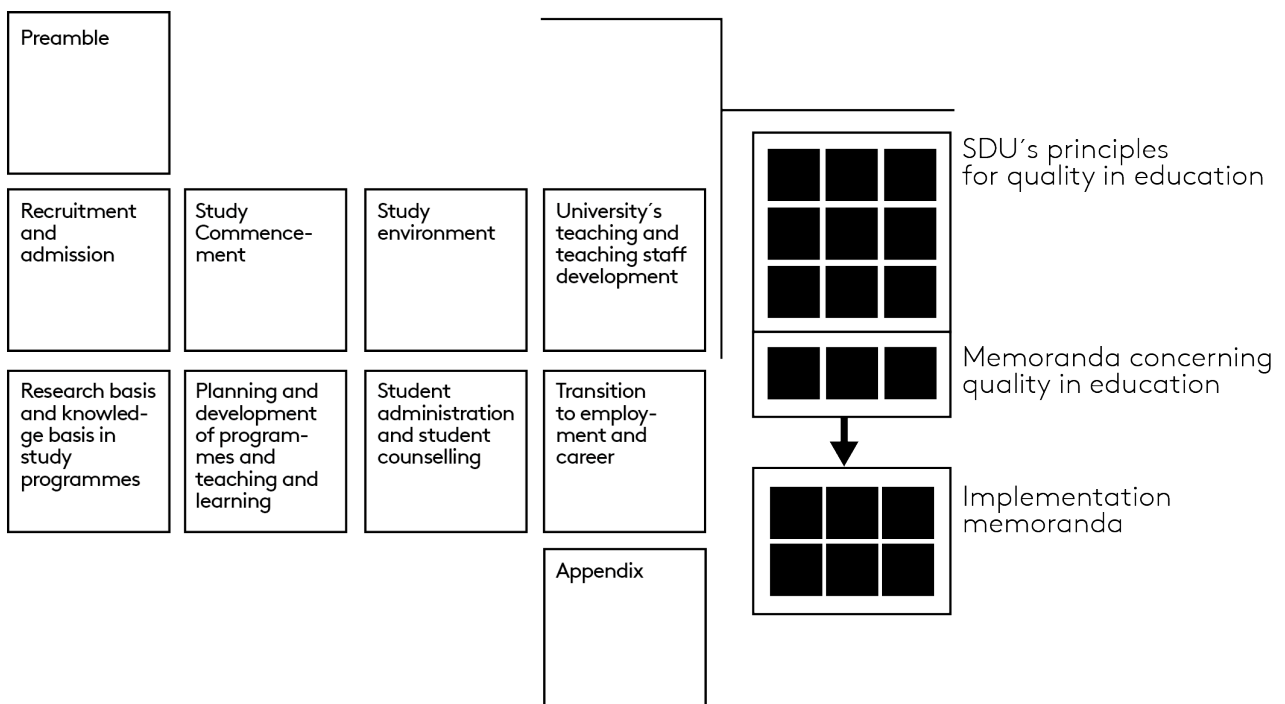 Preamble
Recruitment
and
admission
Study
Commence-
ment
Study
environment
University´s
teaching and
teaching staff
development
Research basis
and knowled-
ge basis in
study
programmes
Planning and
development
of program-
mes and
teaching and
learning
Student
administration
and student
counselling
Transition
to employ-
ment and
career
Appendix
SDU´s principles
for quality in education
Memoranda concerning
quality in education
Implementation
memoranda